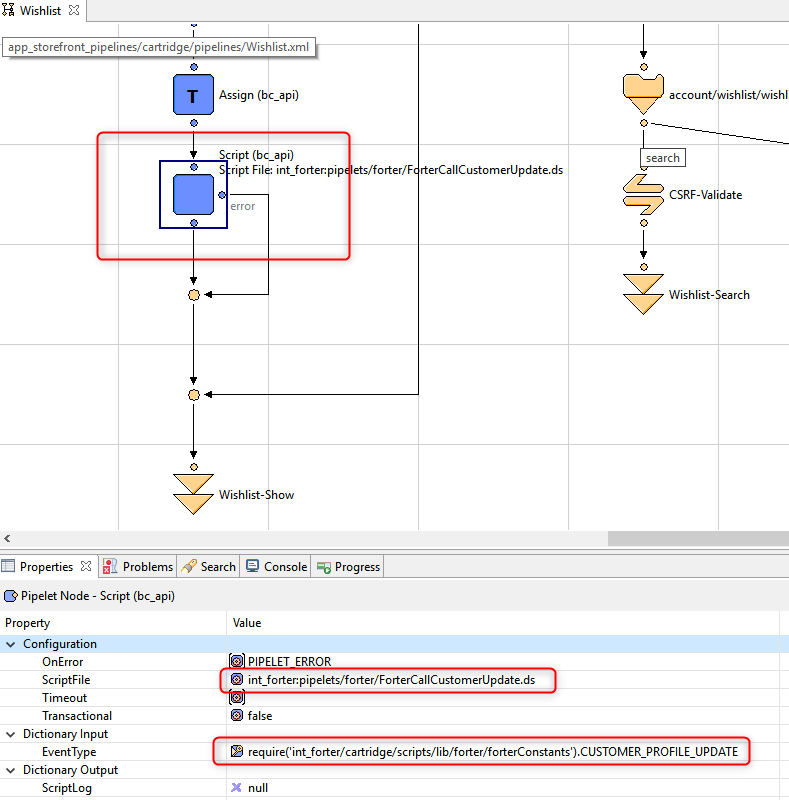 Wishlist
app_storefront_pipelines/cartridge/pipelines/Wishlist.xml
T
Assign (bc_api)
account/wishlist/wishl
Script (bc_api)
Script File: int_forter:pipelets/forter/ForterCallCustomerUpdate.ds
error
search
CSRF-Validate
Wishlist-Search
Wishlist-Show
Properties Problems Search Console Progress
Pipelet Node - Script (bc_api)
Property Value
Configuration
OnError PIPELET_ERROR
ScriptFile int_forter:pipelets/forter/ForterCallCustomerUpdate.ds
Timeout
Transactional false
Dictionary Input
EventType require('int_forter/cartridge/scripts/lib/forter/forterConstants').CUSTOMER_PROFILE_UPDATE
Dictionary Output
ScriptLog null